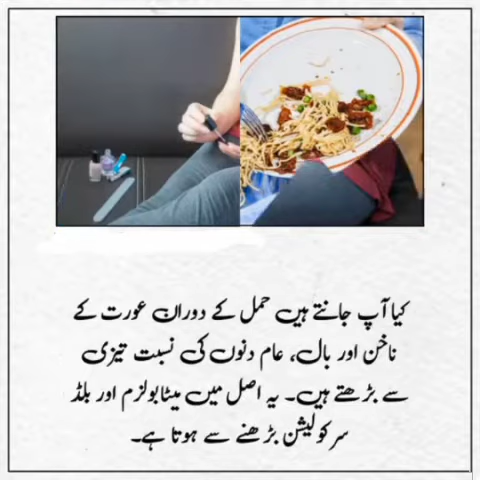 کیا آپ جانتے ہیں حمل کے دوران عورت کے
ناخن اور بال، عام دنوں کی نسبت تیزی
سے بڑھتے ہیں۔ یہ اصل میں میٹابولزم اور بلڈ
سرکولیشن بڑھنے سے ہوتا ہے۔